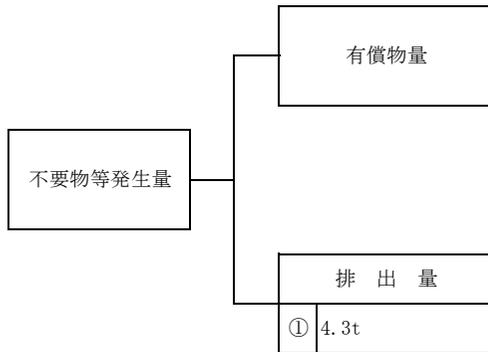 有償物量
不要物等発生量
排　出　量
① 4.3t